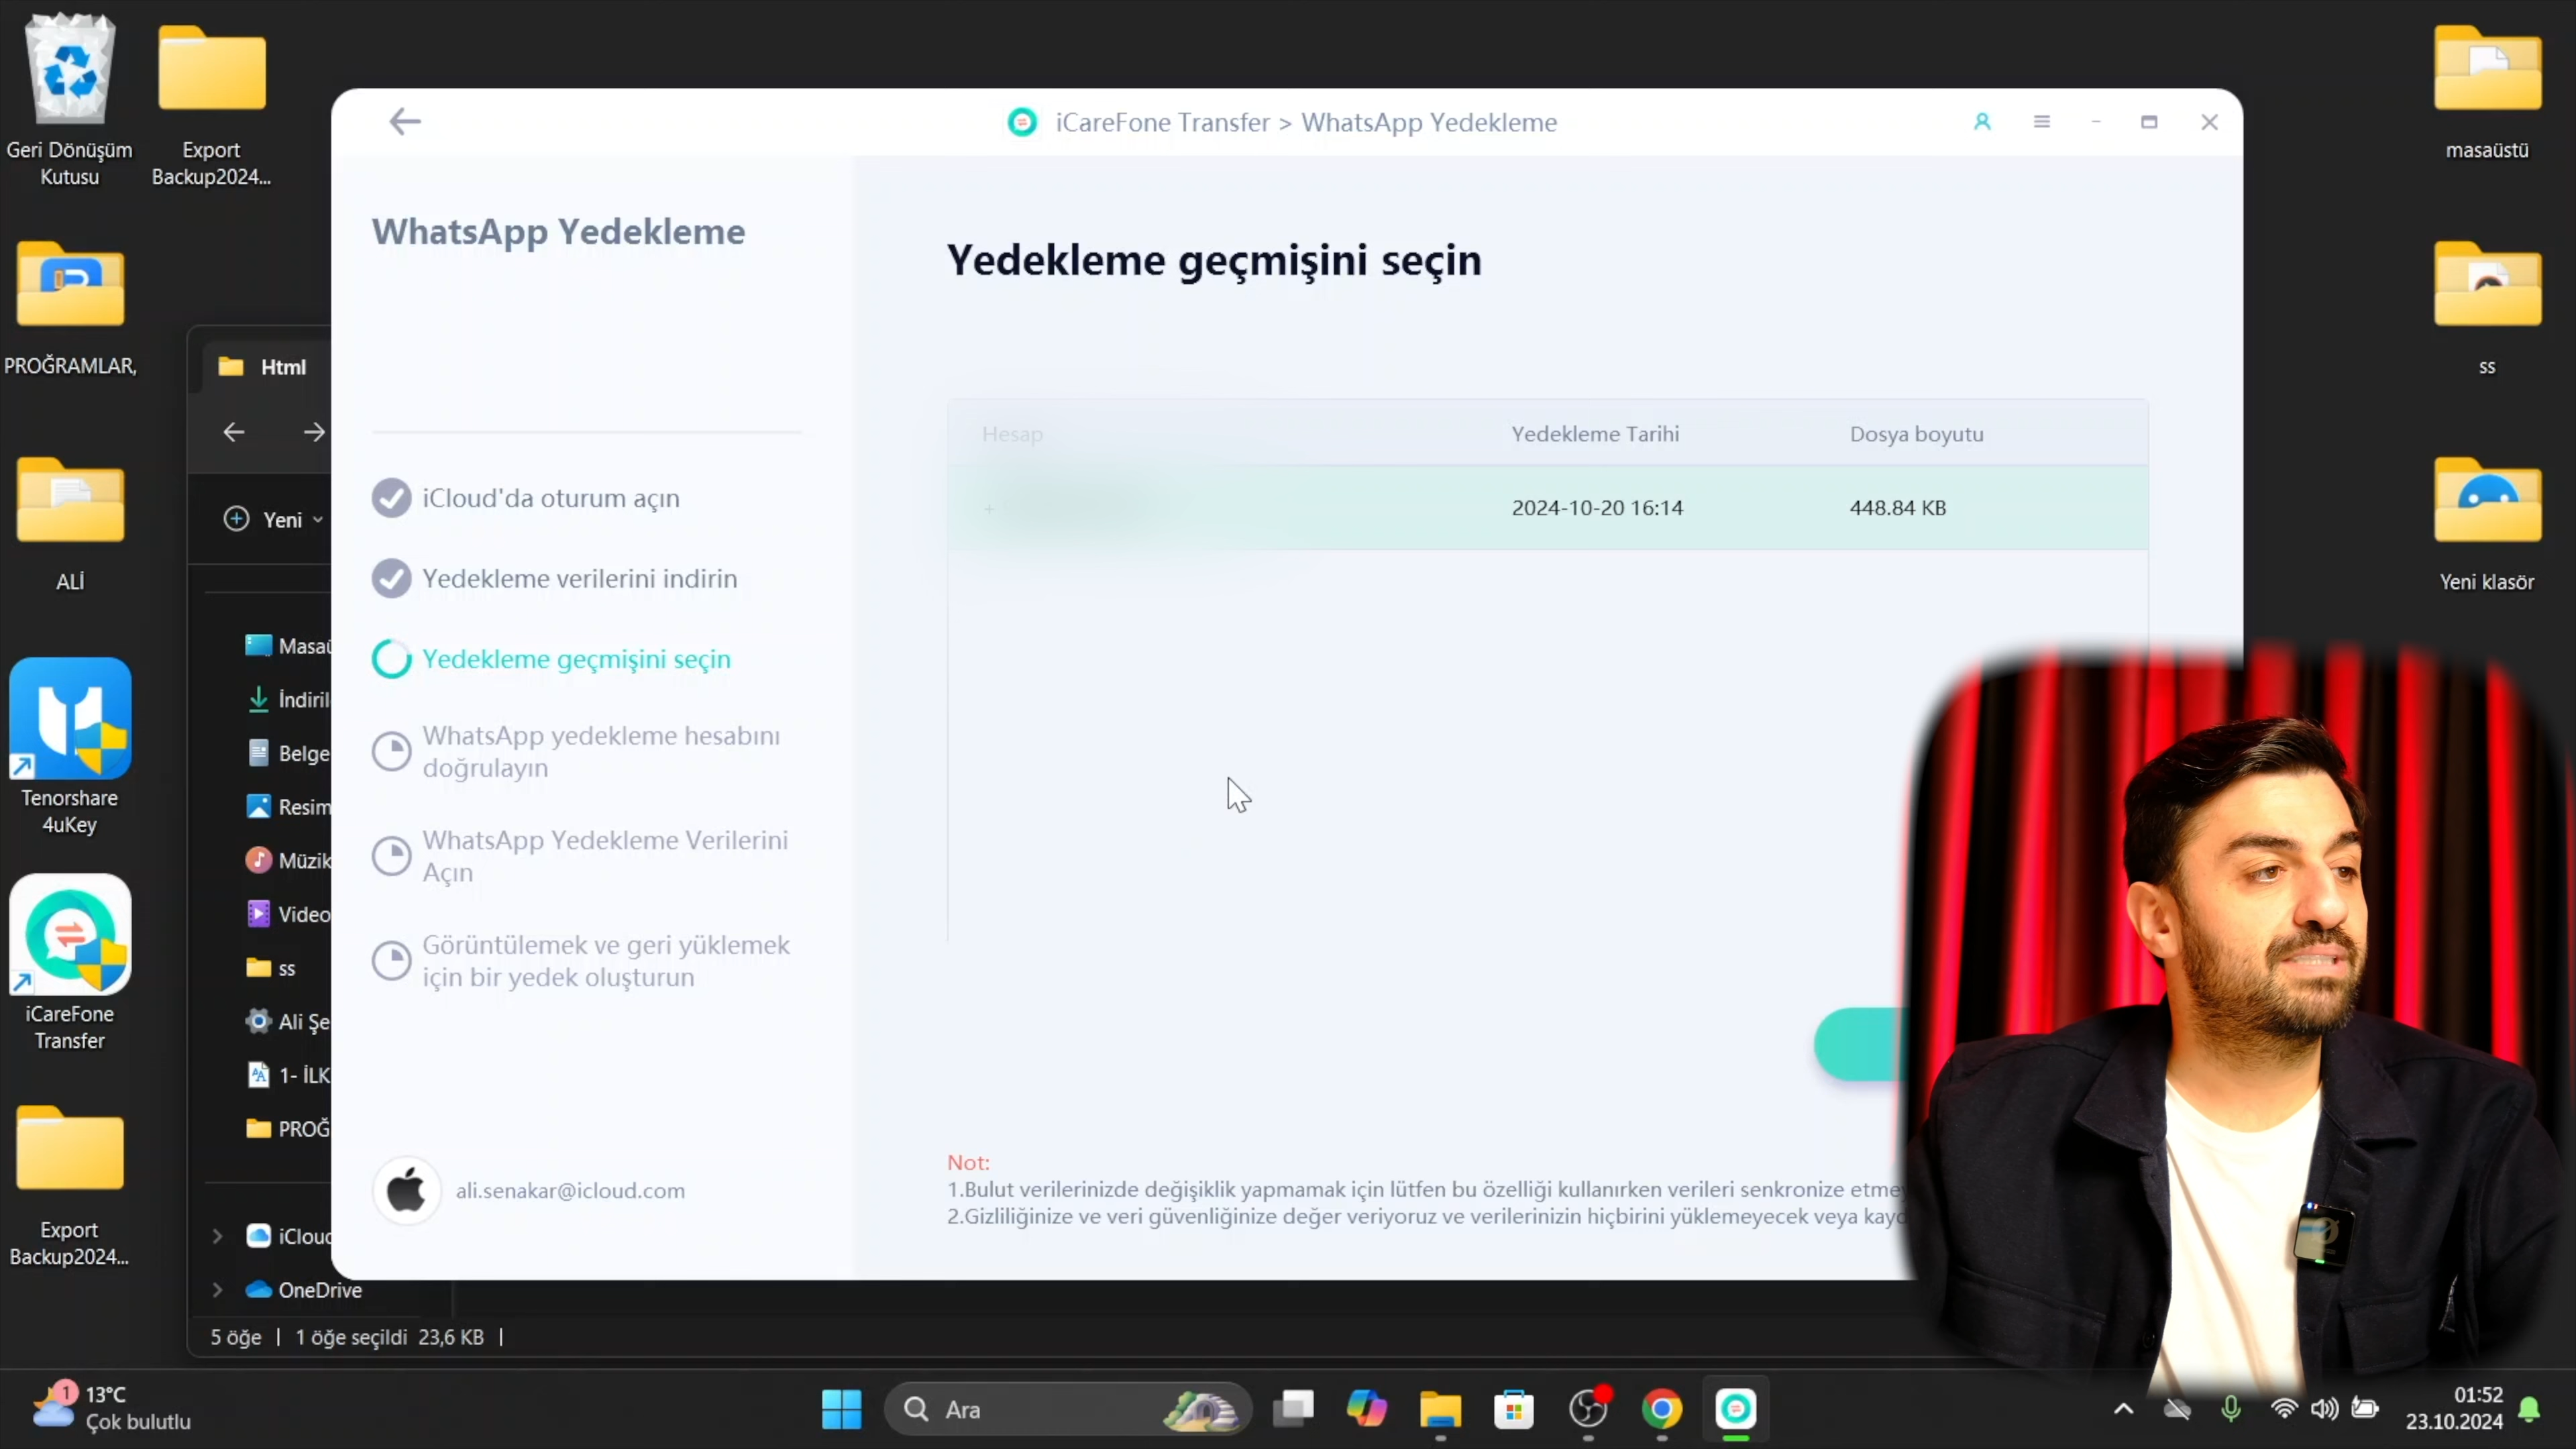 Geri Dönüşüm
Kutusu
Export
Backup2024...
PROĞRAMLAR,
ALİ
Tenorshare
4uKey
iCareFone
Transfer
Export
Backup2024...
masaüstü
ss
Yeni klasör
Html
Yeni
Masaü
İndiril
Belge
Resim
Müzik
Video
ss
Ali Şe
1- İLK
PROĞ
iCloud
OneDrive
5 öğe | 1 öğe seçildi 23,6 KB |
iCareFone Transfer > WhatsApp Yedekleme
WhatsApp Yedekleme
iCloud'da oturum açın
Yedekleme verilerini indirin
Yedekleme geçmişini seçin
WhatsApp yedekleme hesabını
doğrulayın
WhatsApp Yedekleme Verilerini
Açın
Görüntülemek ve geri yüklemek
için bir yedek oluşturun
ali.senakar@icloud.com
Yedekleme geçmişini seçin
Hesap Yedekleme Tarihi Dosya boyutu
+ 2024-10-20 16:14 448.84 KB
Not:
1.Bulut verilerinizde değişiklik yapmamak için lütfen bu özelliği kullanırken verileri senkronize etmey
2.Gizliliğinize ve veri güvenliğinize değer veriyoruz ve verilerinizin hiçbirini yüklemeyecek veya kayd
1
13°C
Çok bulutlu
Ara
01:52
23.10.2024